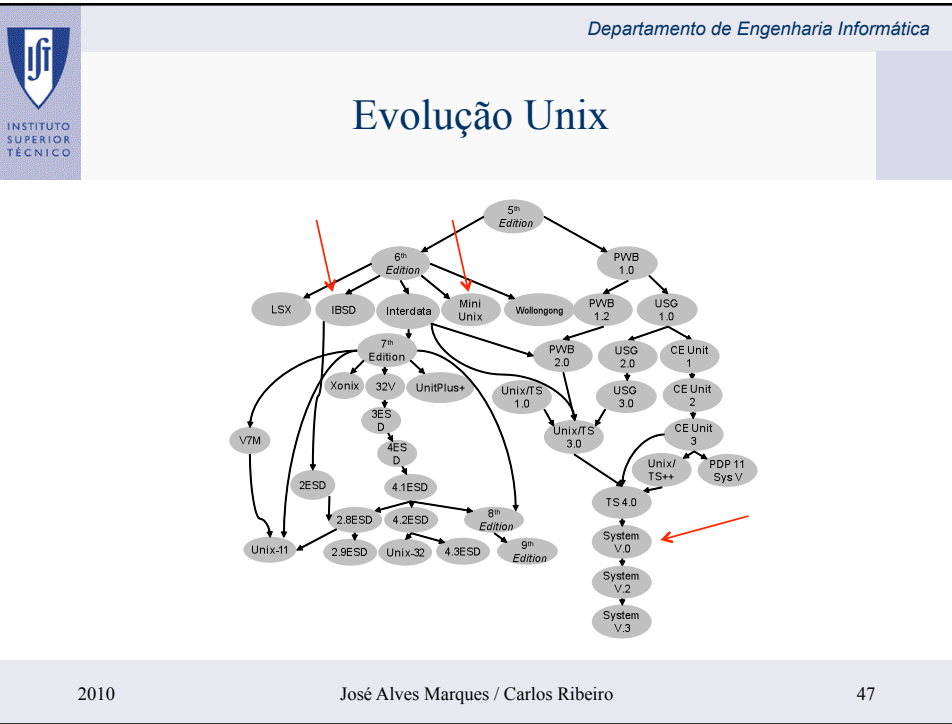 Departamento de Engenharia Informática
INSTITUTO
SUPERIOR
TÉCNICO
Evolução Unix
5th
Edition
6th
Edition
PWB
1.0
LSX
IBSD
Interdata
Mini
Unix
Wollongong
PWB
1.2
USG
1.0
7th
Edition
PWB
2.0
USG
2.0
CE Unit
1
Xonix
32V
UnitPlus+
Unix/TS
1.0
USG
3.0
CE Unit
2
3ES
D
V7M
Unix/TS
3.0
CE Unit
3
4ES
D
Unix/
TS++
PDP 11
Sys V
2ESD
4.1ESD
TS 4.0
2.8ESD
4.2ESD
8th
Edition
System
V.0
Unix-11
2.9ESD
Unix-32
4.3ESD
9th
Edition
System
V.2
System
V.3
2010
José Alves Marques / Carlos Ribeiro
47